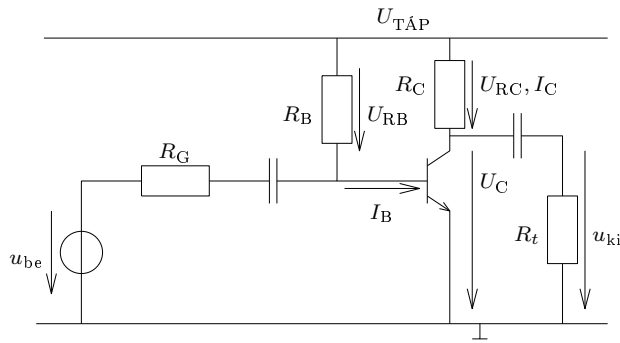 U_TÁP
R_C
U_RC, I_C
R_B
U_RB
R_G
U_C
I_B
R_t
u_ki
u_be